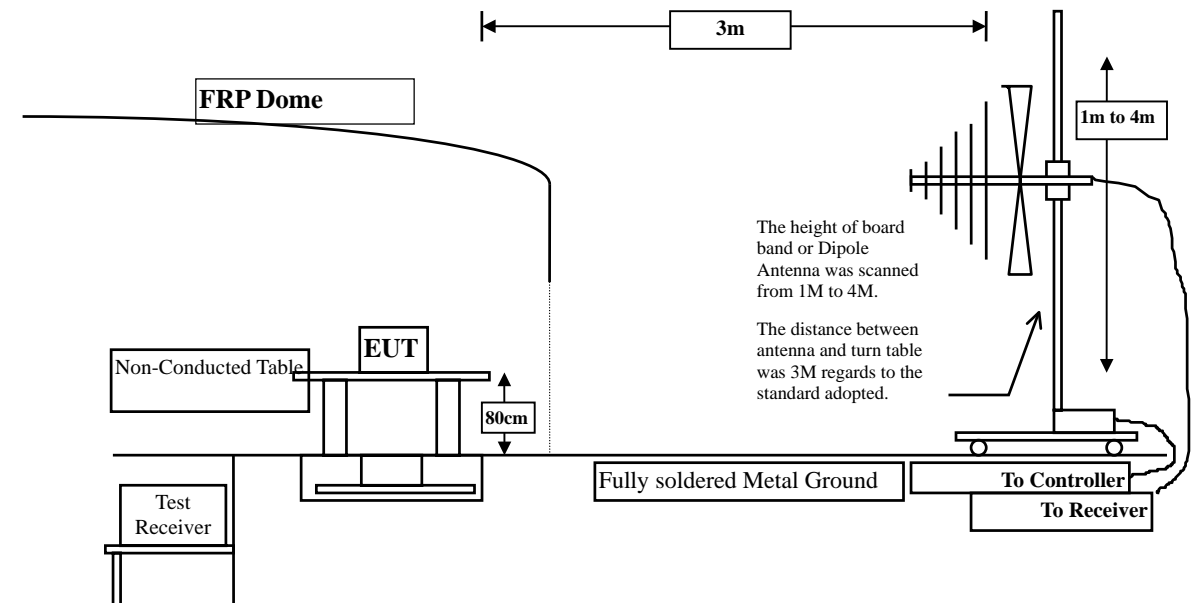 3m
FRP Dome
1m to 4m
The height of board
band or Dipole
Antenna was scanned
from 1M to 4M.
The distance between
antenna and turn table
was 3M regards to the
standard adopted.
EUT
Non-Conducted Table
80cm
Fully soldered Metal Ground
To Controller
To Receiver
Test
Receiver